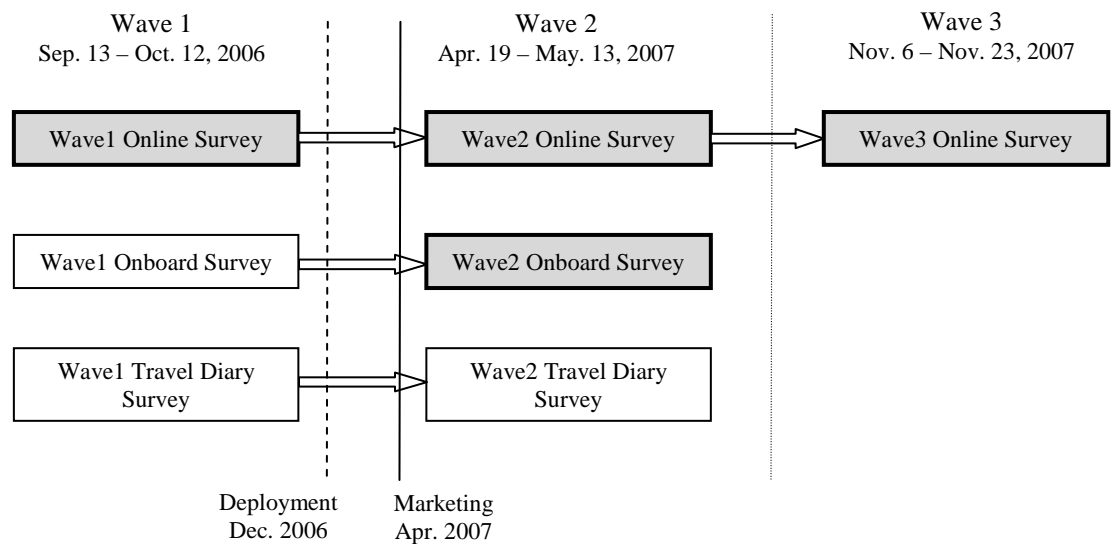 Wave 1
Sep. 13 – Oct. 12, 2006
Wave 2
Apr. 19 – May. 13, 2007
Wave 3
Nov. 6 – Nov. 23, 2007
Wave1 Online Survey
Wave2 Online Survey
Wave3 Online Survey
Wave1 Onboard Survey
Wave2 Onboard Survey
Wave1 Travel Diary
Survey
Wave2 Travel Diary
Survey
Deployment
Dec. 2006
Marketing
Apr. 2007